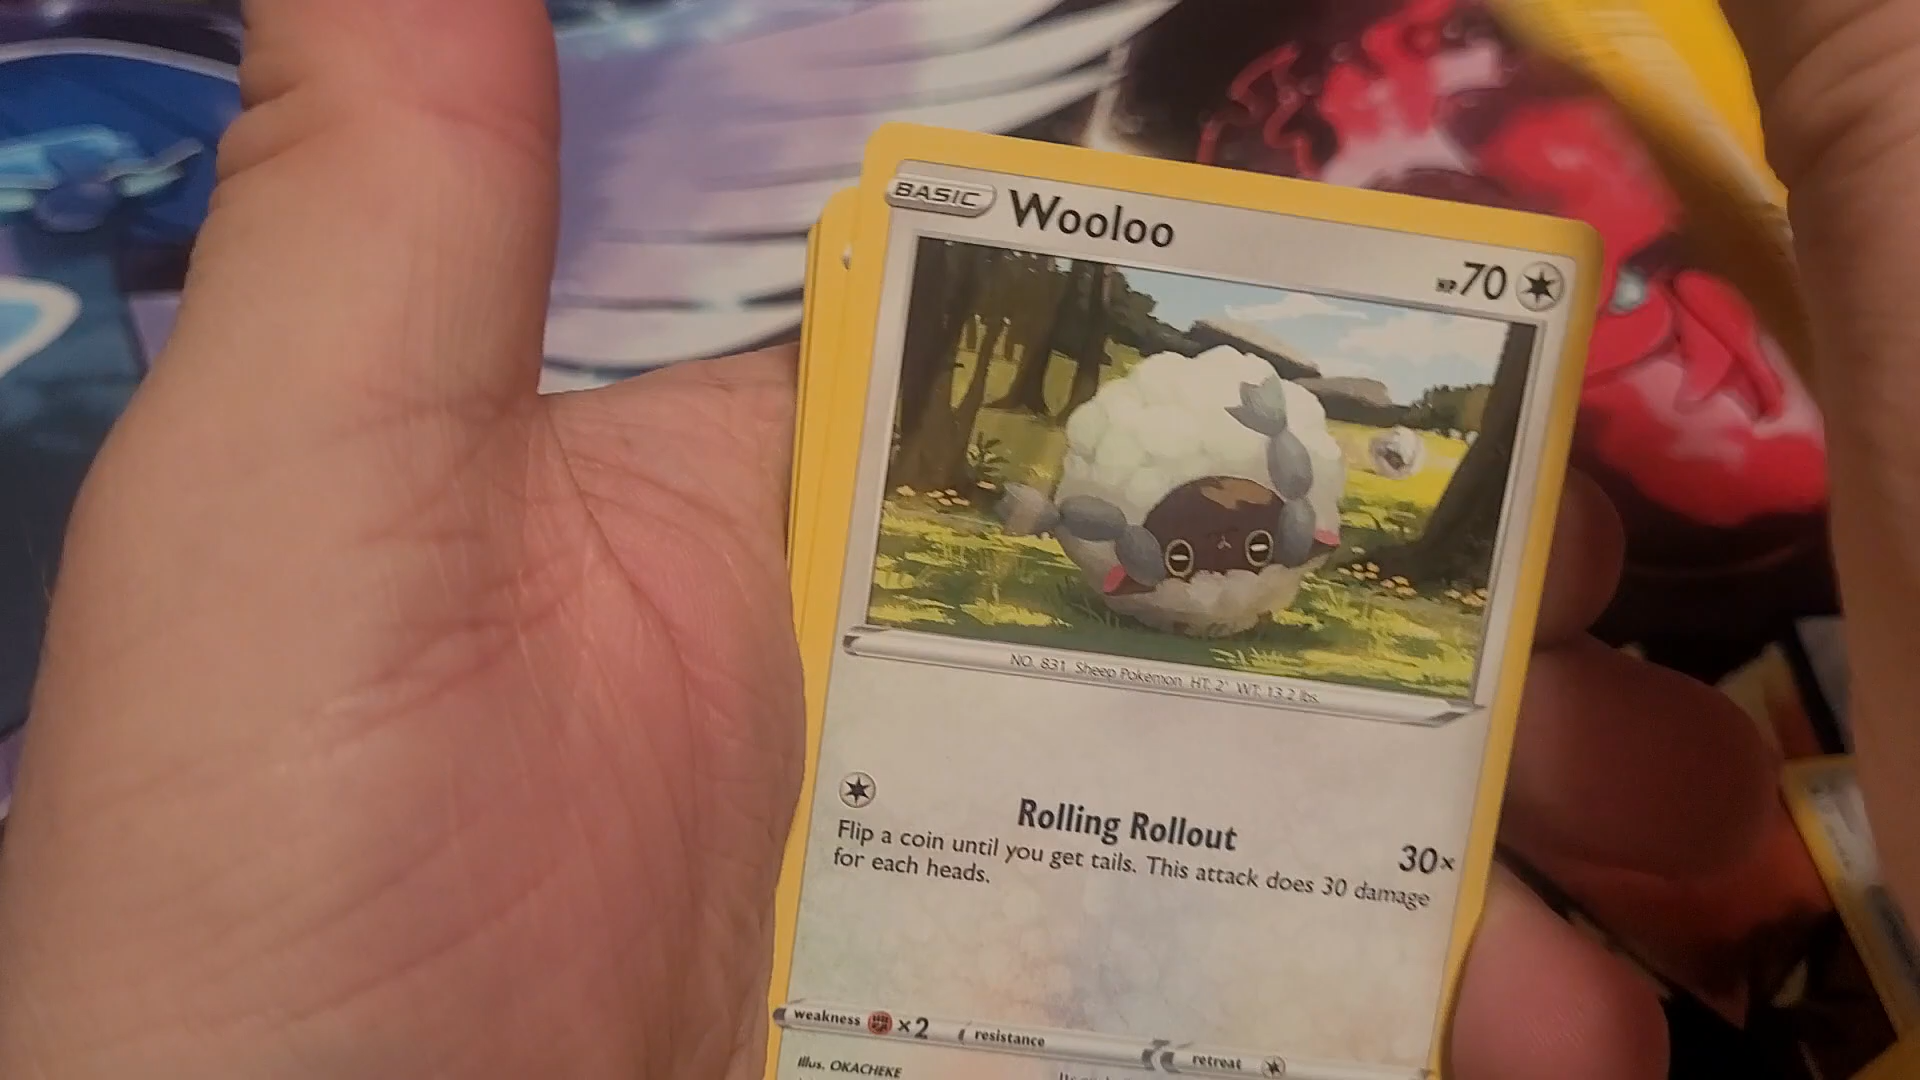 BASIC Wooloo HP70
NO. 831 Sheep Pokémon HT: 2' WT: 13.2 lbs.
Rolling Rollout 30×
Flip a coin until you get tails. This attack does 30 damage
for each heads.
weakness ×2 resistance retreat
Illus. OKACHEKE